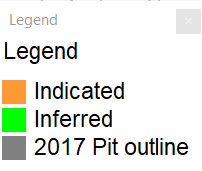 Legend
Legend
Indicated
Inferred
2017 Pit outline